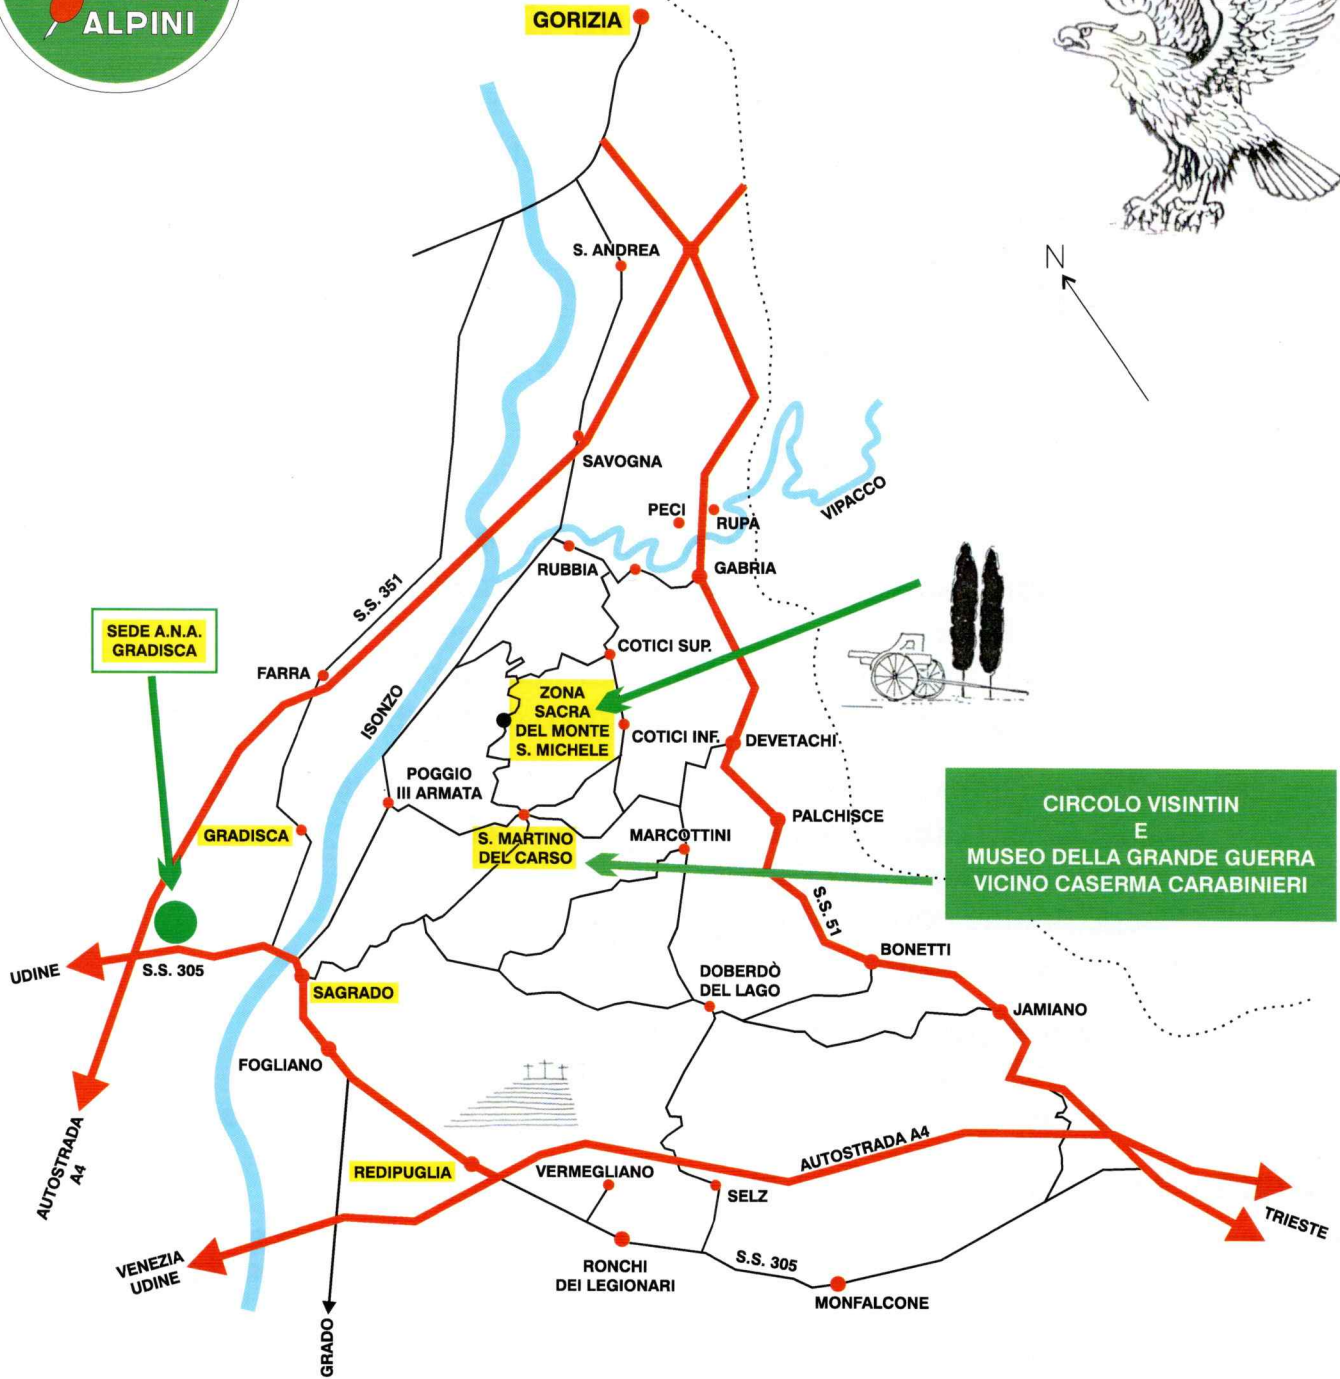 ALPINI
GORIZIA
N
S. ANDREA
SAVOGNA
PECI
RUPA
VIPACCO
RUBBIA
GABRIA
S.S. 351
SEDE A.N.A.
GRADISCA
COTICI SUP.
FARRA
ISONZO
ZONA
SACRA
DEL MONTE
S. MICHELE
COTICI INF.
DEVETACHI
POGGIO
III ARMATA
CIRCOLO VISINTIN
E
MUSEO DELLA GRANDE GUERRA
VICINO CASERMA CARABINIERI
PALCHISCE
GRADISCA
S. MARTINO
DEL CARSO
MARCOTTINI
S.S. 51
BONETTI
UDINE
S.S. 305
DOBERDÒ
DEL LAGO
SAGRADO
JAMIANO
FOGLIANO
AUTOSTRADA
A4
AUTOSTRADA A4
REDIPUGLIA
VERMEGLIANO
SELZ
TRIESTE
VENEZIA
UDINE
RONCHI
DEI LEGIONARI
S.S. 305
MONFALCONE
GRADO